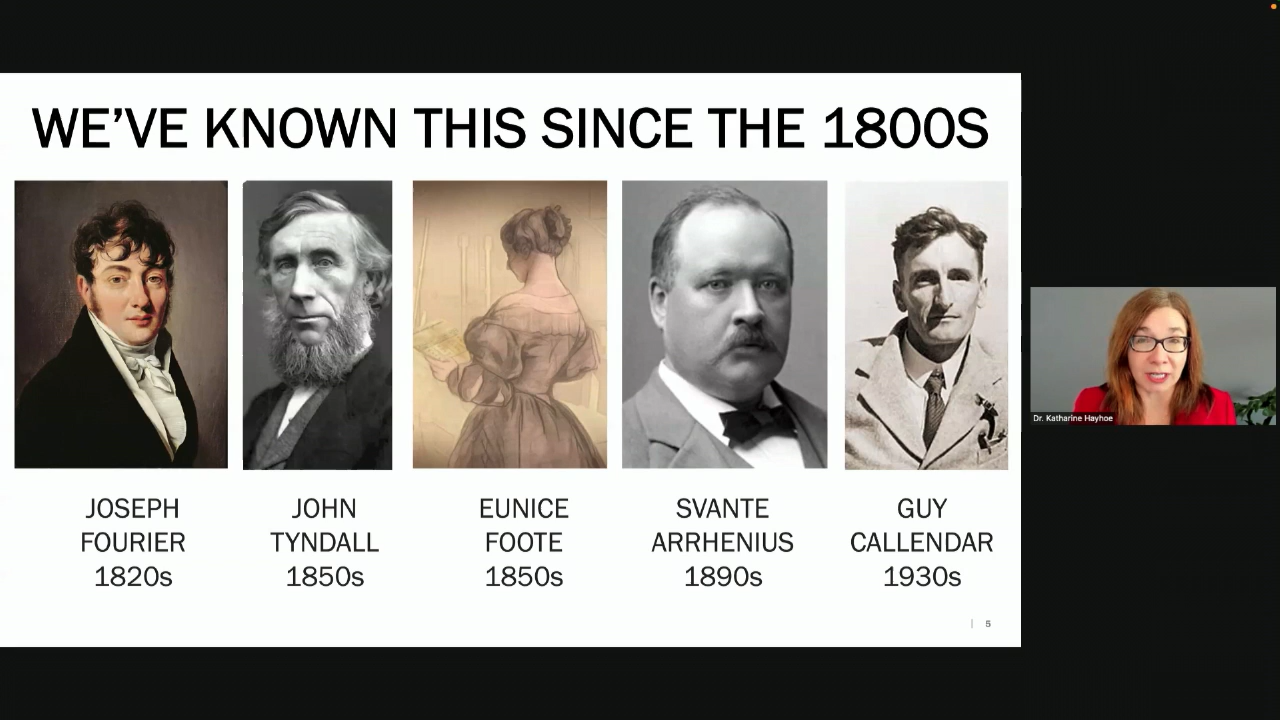 WE'VE KNOWN THIS SINCE THE 1800S
JOSEPH
FOURIER
1820s
JOHN
TYNDALL
1850s
EUNICE
FOOTE
1850s
SVANTE
ARRHENIUS
1890s
GUY
CALLENDAR
1930s
| 5
Dr. Katharine Hayhoe